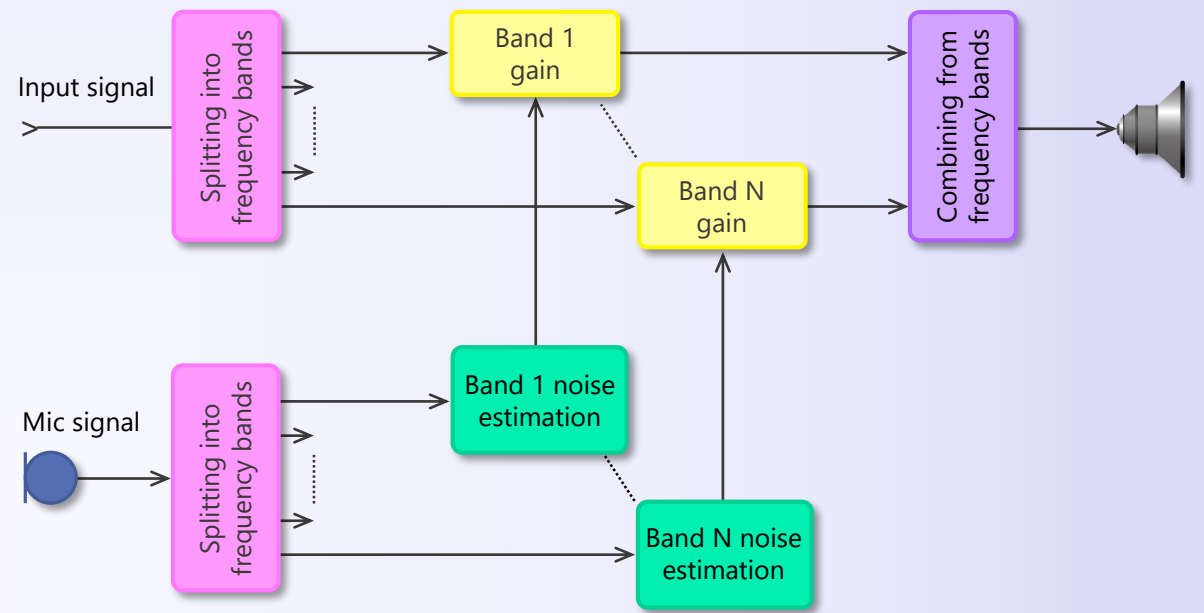 Input signal
Splitting into
frequency bands
Band 1
gain
Band N
gain
Combining from
frequency bands
Mic signal
Splitting into
frequency bands
Band 1 noise
estimation
Band N noise
estimation